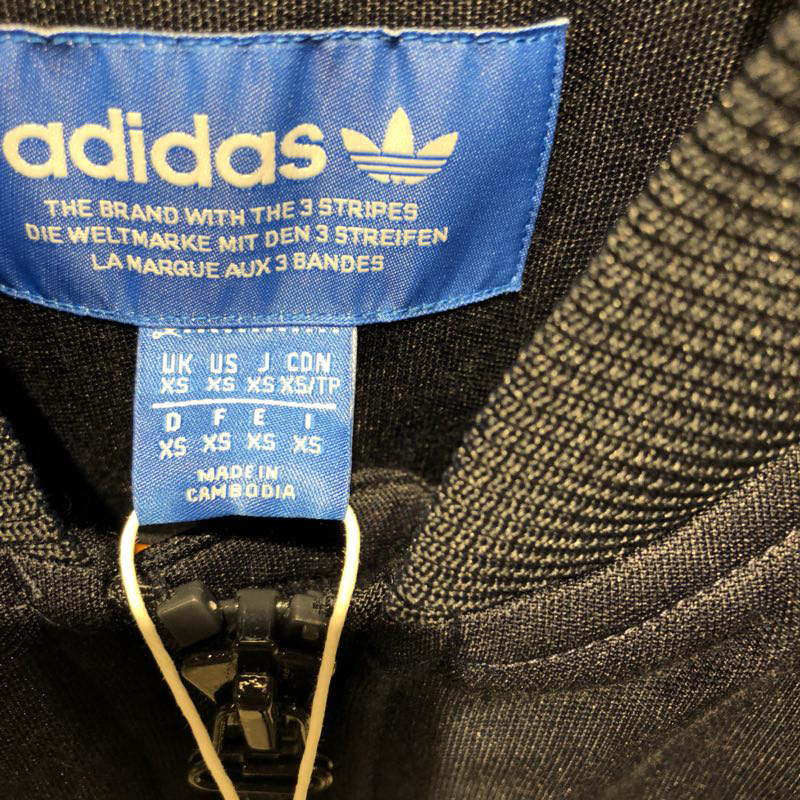 adidas
THE BRAND WITH THE 3 STRIPES
DIE WELTMARKE MIT DEN 3 STREIFEN
LA MARQUE AUX 3 BANDES
UK US J CDN
XS XS XS XS/TP
D F E I
XS XS XS XS
MADE IN
CAMBODIA